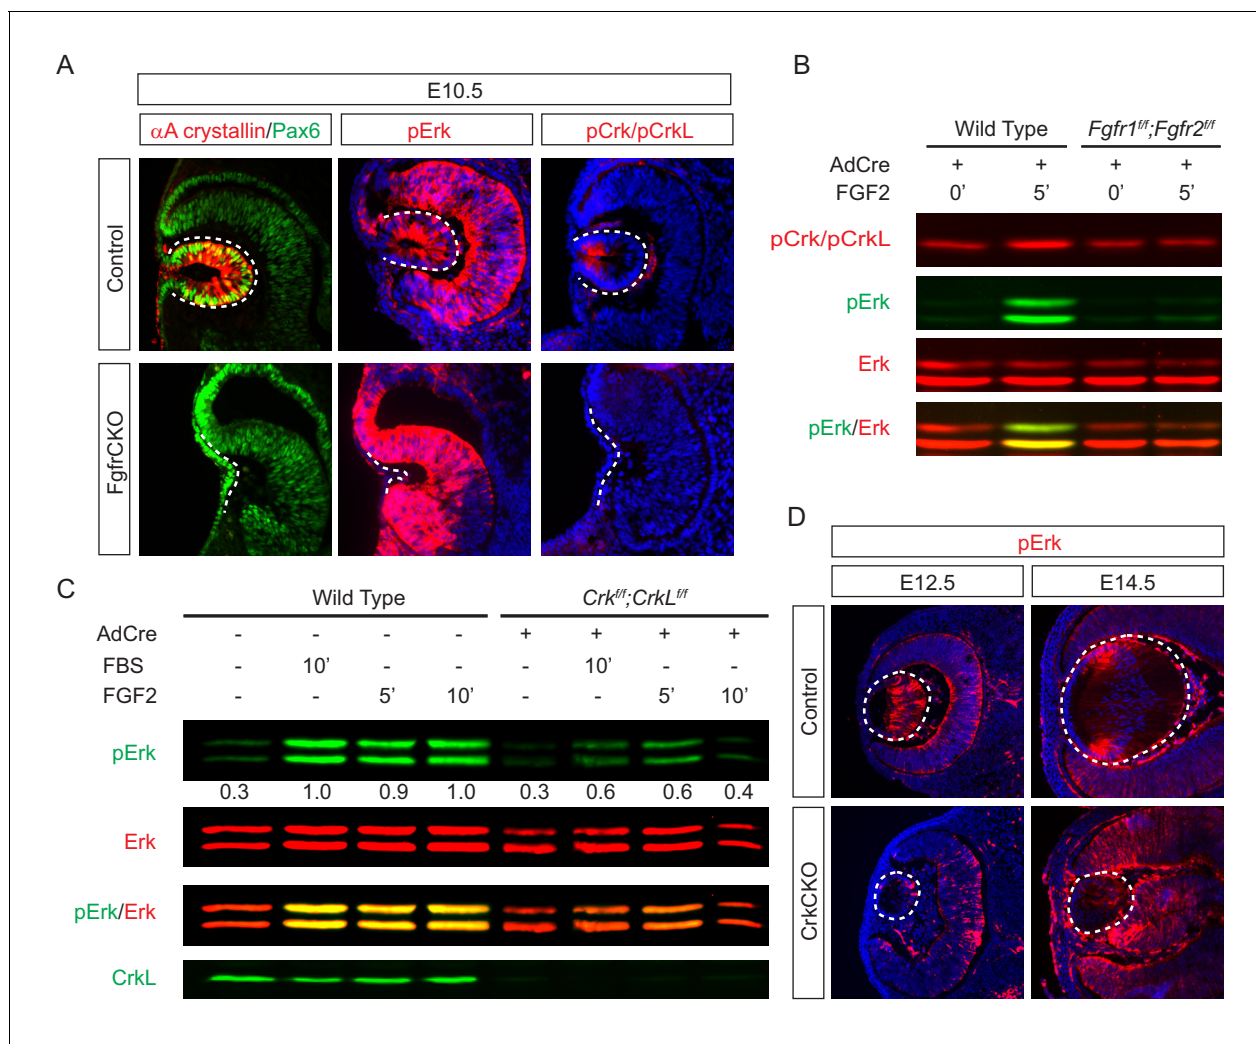 A
E10.5
αA crystallin/Pax6
pErk
pCrk/pCrkL
Control
FgfrCKO
B
Wild Type
Fgfr1f/f;Fgfr2f/f
AdCre + + + +
FGF2 0’ 5’ 0’ 5’
pCrk/pCrkL
pErk
Erk
pErk/Erk
C
Wild Type
Crkf/f;CrkLf/f
AdCre - - - - + + + +
FBS - 10’ - - - 10’ - -
FGF2 - - 5’ 10’ - - 5’ 10’
pErk
0.3 1.0 0.9 1.0 0.3 0.6 0.6 0.4
Erk
pErk/Erk
CrkL
D
pErk
E12.5
E14.5
Control
CrkCKO